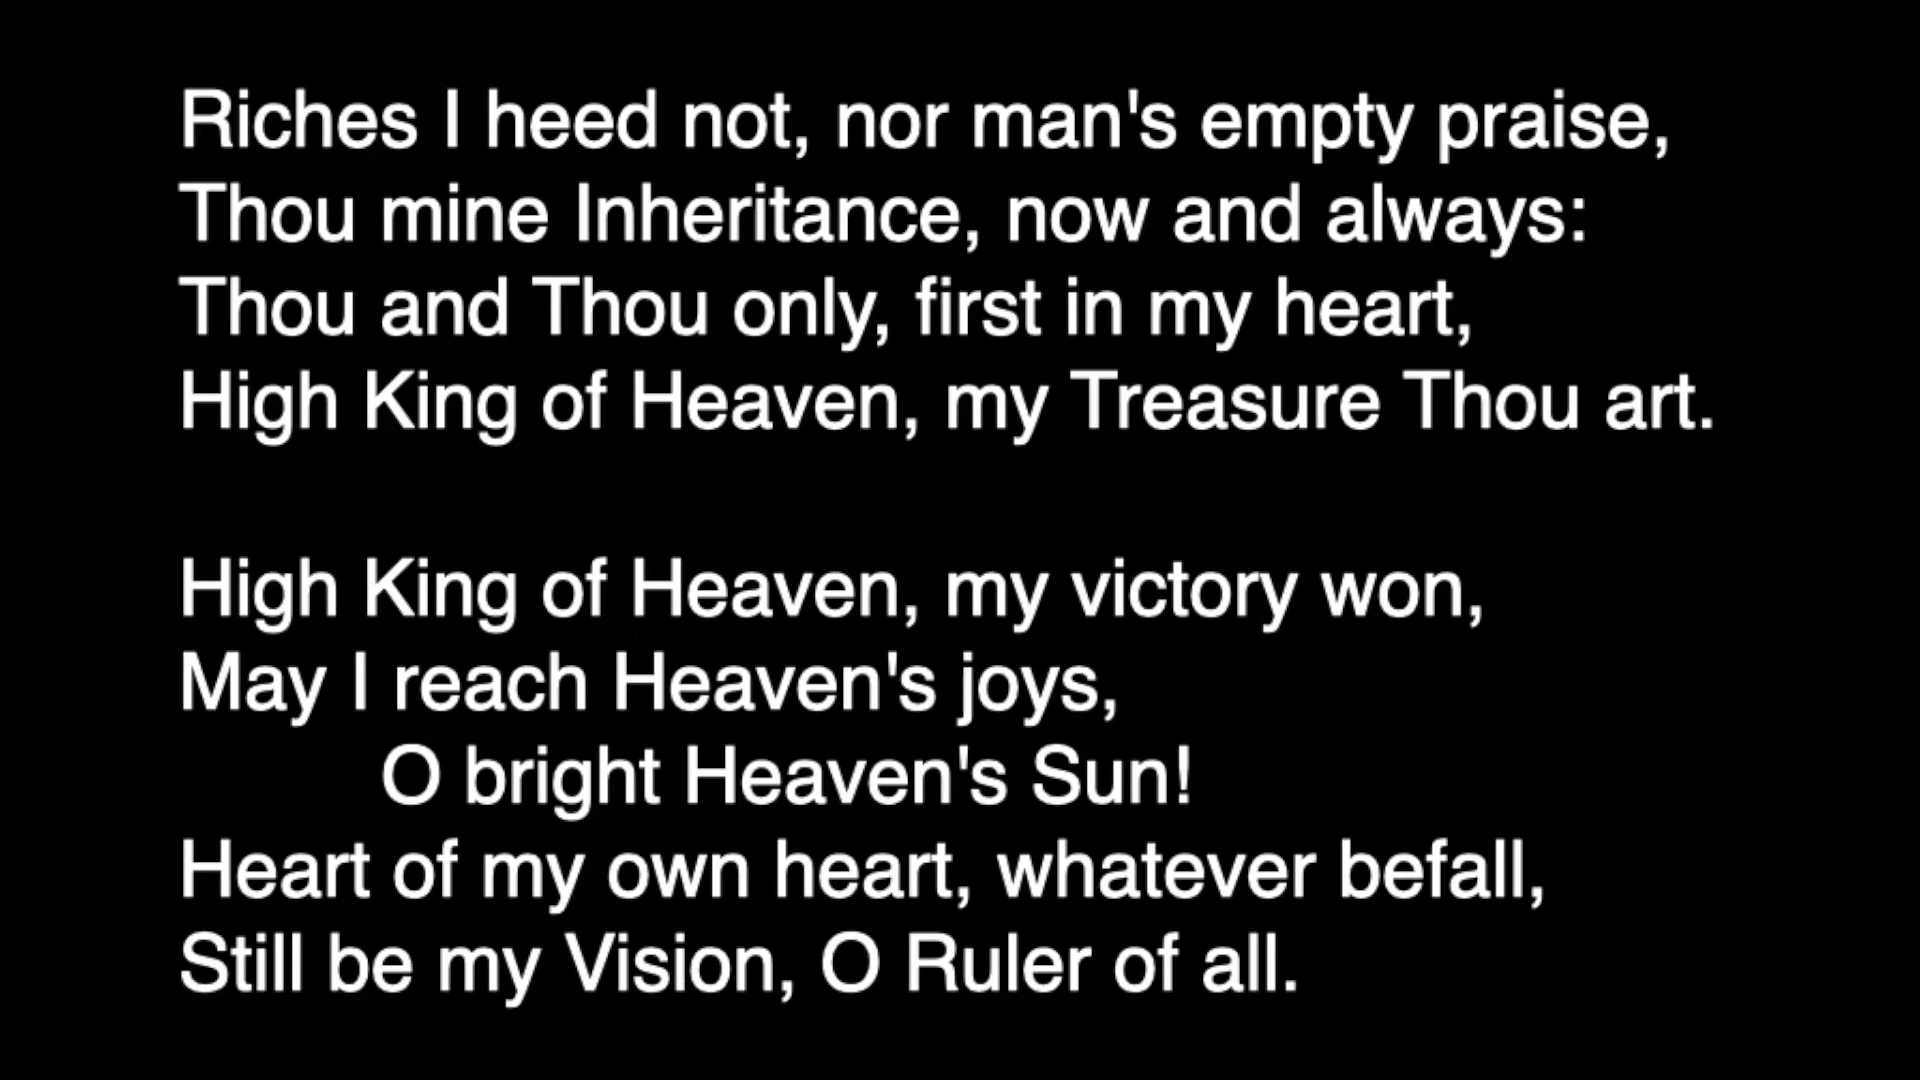 Riches I heed not, nor man's empty praise,
Thou mine Inheritance, now and always:
Thou and Thou only, first in my heart,
High King of Heaven, my Treasure Thou art.

High King of Heaven, my victory won,
May I reach Heaven's joys,
O bright Heaven's Sun!
Heart of my own heart, whatever befall,
Still be my Vision, O Ruler of all.